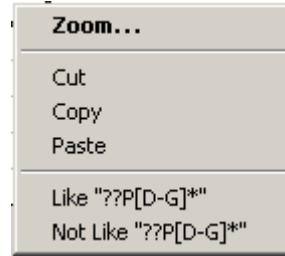 Zoom...
Cut
Copy
Paste
Like "??P[D-G]*"
Not Like "??P[D-G]*"